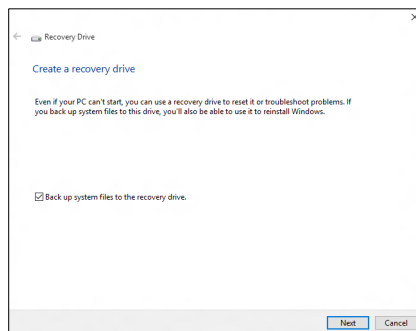 Recovery Drive
Create a recovery drive
Even if your PC can't start, you can use a recovery drive to reset it or troubleshoot problems. If
you back up system files to this drive, you'll also be able to use it to reinstall Windows.
Back up system files to the recovery drive.
Next Cancel